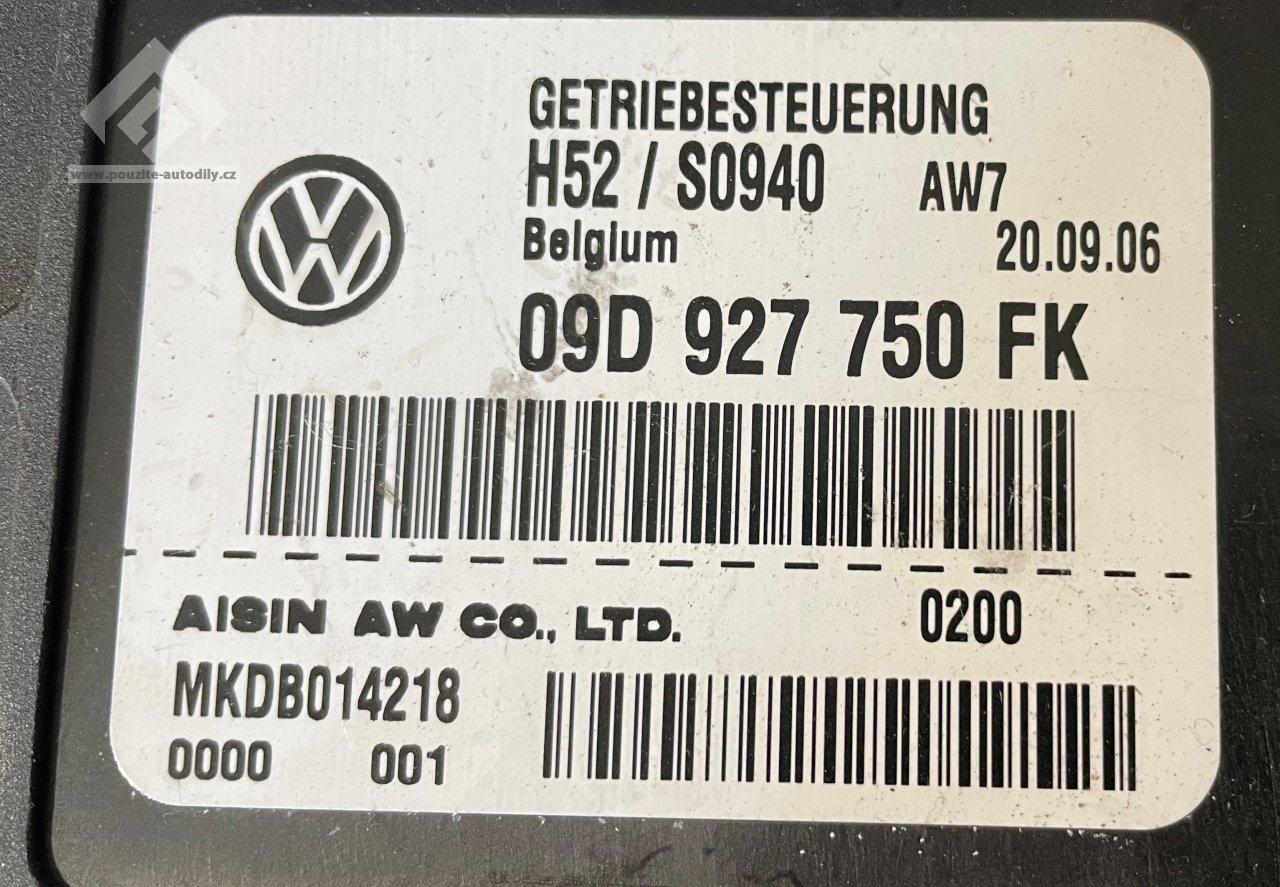 GETRIEBESTEUERUNG
H52 / S0940 AW7
Belgium 20.09.06
09D 927 750 FK
www.pouzite-autodily.cz
AISIN AW CO., LTD. 0200
MKDB014218
0000 001